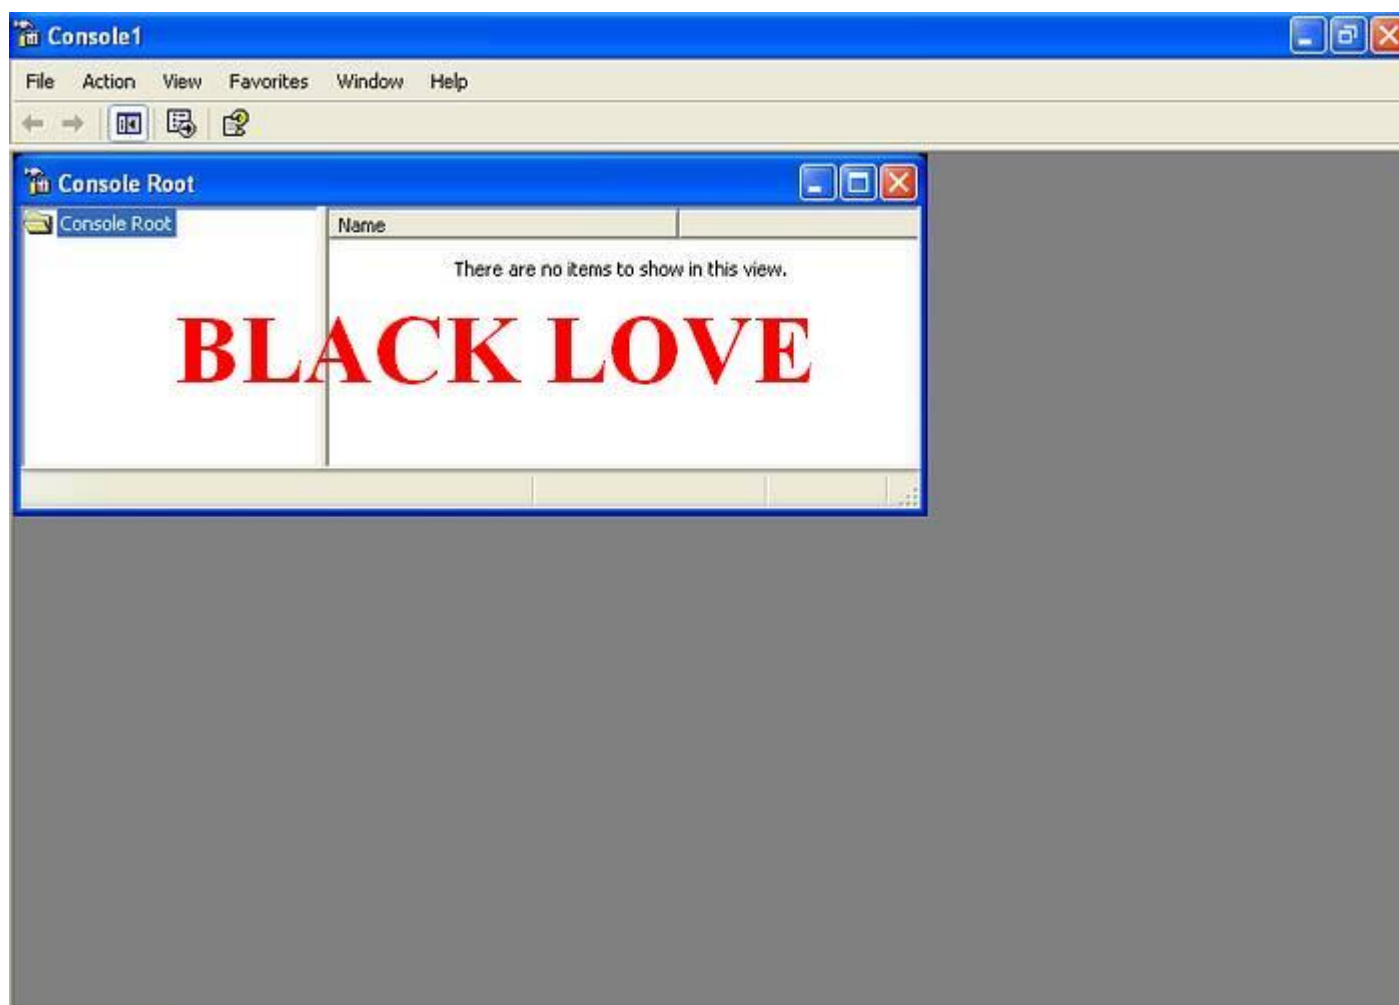 Console1
File Action View Favorites Window Help
Console Root
Console Root
Name
There are no items to show in this view.
BLACK LOVE